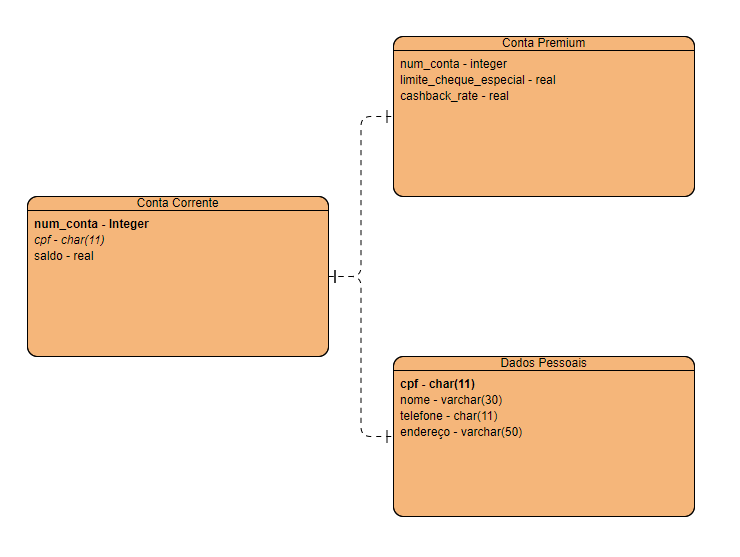 Conta Premium
num_conta - integer
limite_cheque_especial - real
cashback_rate - real
Conta Corrente
num_conta - Integer
cpf - char(11)
saldo - real
Dados Pessoais
cpf - char(11)
nome - varchar(30)
telefone - char(11)
endereço - varchar(50)